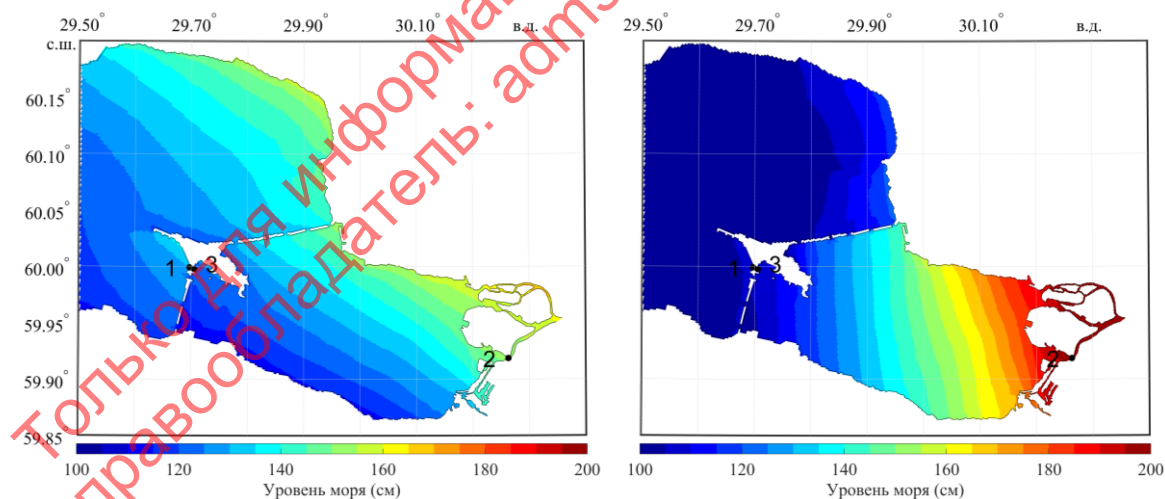 29.50° 29.70° 29.90° 30.10° в.д. 29.50° 29.70° 29.90° 30.10° в.д.
с.ш.
60.15°
60.10°
60.05°
60.00° 1 3 1 3
59.95°
2 2
59.90°
59.85°
100 120 140 160 180 200 100 120 140 160 180 200
Уровень моря (см) Уровень моря (см)
Только для информа
правообладатель: adms